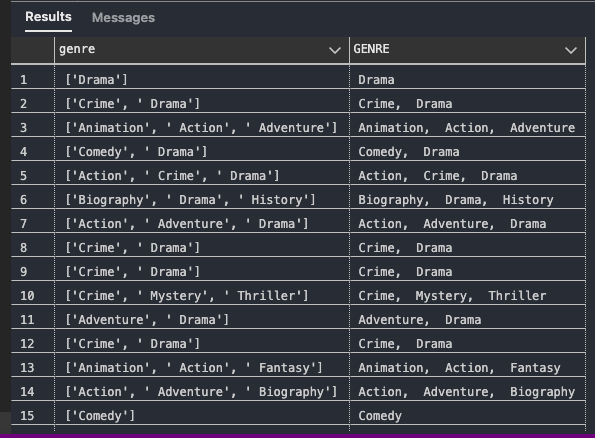 Results Messages
genre GENRE
1 ['Drama'] Drama
2 ['Crime', ' Drama'] Crime,  Drama
3 ['Animation', ' Action', ' Adventure'] Animation,  Action,  Adventure
4 ['Comedy', ' Drama'] Comedy,  Drama
5 ['Action', ' Crime', ' Drama'] Action,  Crime,  Drama
6 ['Biography', ' Drama', ' History'] Biography,  Drama,  History
7 ['Action', ' Adventure', ' Drama'] Action,  Adventure,  Drama
8 ['Crime', ' Drama'] Crime,  Drama
9 ['Crime', ' Drama'] Crime,  Drama
10 ['Crime', ' Mystery', ' Thriller'] Crime,  Mystery,  Thriller
11 ['Adventure', ' Drama'] Adventure,  Drama
12 ['Crime', ' Drama'] Crime,  Drama
13 ['Animation', ' Action', ' Fantasy'] Animation,  Action,  Fantasy
14 ['Action', ' Adventure', ' Biography'] Action,  Adventure,  Biography
15 ['Comedy'] Comedy